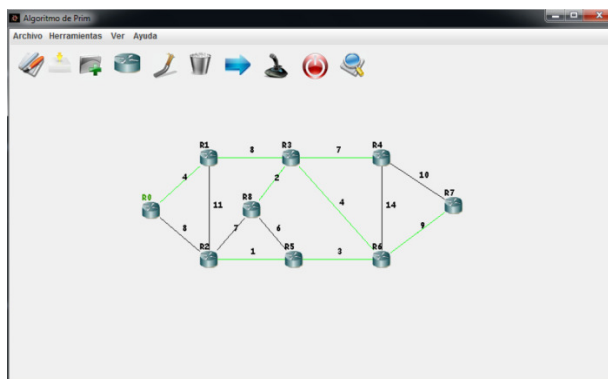 Algoritmo de Prim
Archivo Herramientas Ver Ayuda
R1 8 R3 7 R4
4 2 10
R0 R8 4 R7
11 14
8 7 6 9
R2 1 R5 3 R6